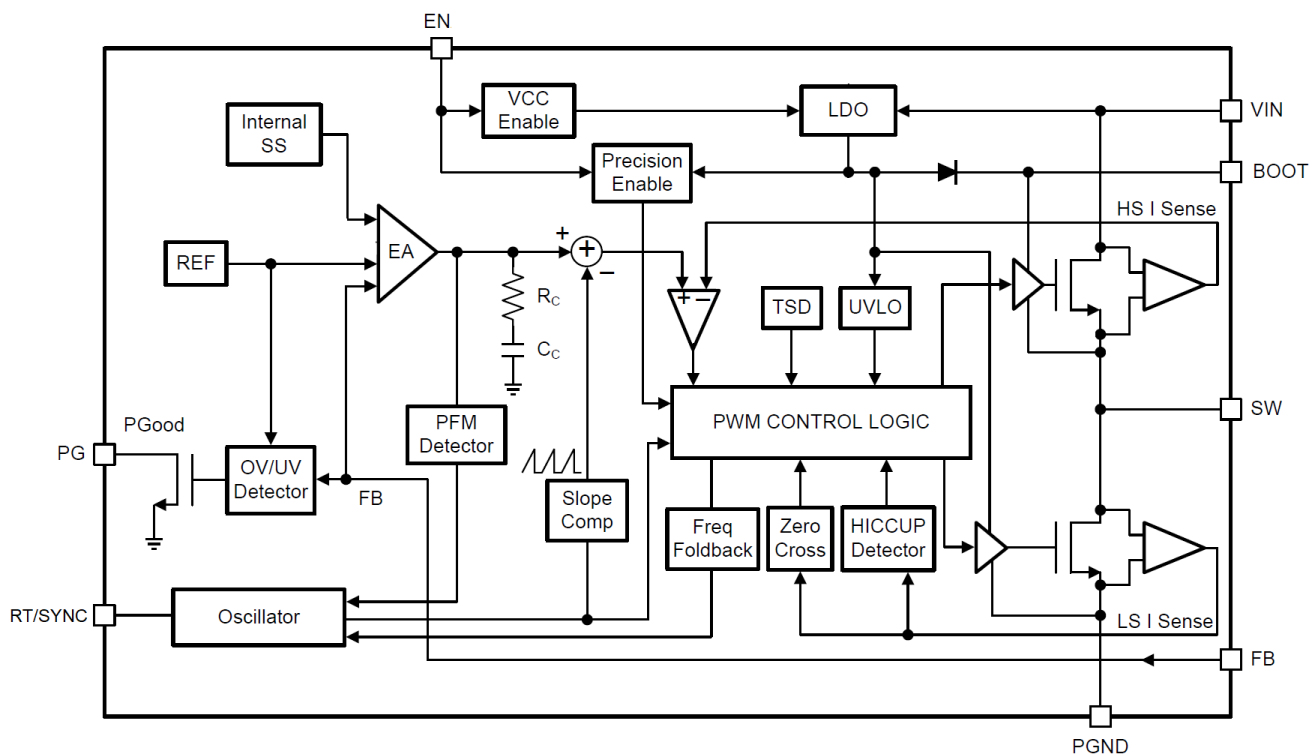 EN
VCC
Enable
LDO
VIN
Internal
SS
Precision
Enable
BOOT
HS I Sense
EA
+
+
−
REF
+ −
RC
TSD
UVLO
CC
PFM
Detector
PWM CONTROL LOGIC
SW
PGood
PG
OV/UV
Detector
FB
Slope
Comp
Freq
Foldback
Zero
Cross
HICCUP
Detector
RT/SYNC
Oscillator
LS I Sense
FB
PGND